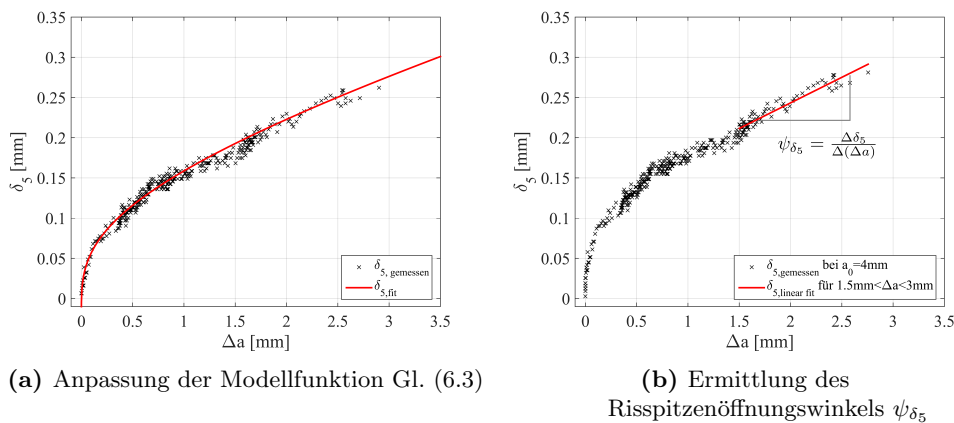 0.35
0.3
0.25
0.2
0.15
0.1
0.05
0
δ5 [mm]
0 0.5 1 1.5 2 2.5 3 3.5
Δa [mm]
δ5, gemessen
δ5,fit
(a) Anpassung der Modellfunktion Gl. (6.3)
0.35
0.3
0.25
0.2
0.15
0.1
0.05
0
δ5 [mm]
ψδ5 = Δδ5 / Δ(Δa)
0 0.5 1 1.5 2 2.5 3 3.5
Δa [mm]
δ5,gemessen bei a0=4mm
δ5,linear fit für 1.5mm<Δa<3mm
(b) Ermittlung des
Risspitzenöffnungswinkels ψδ5